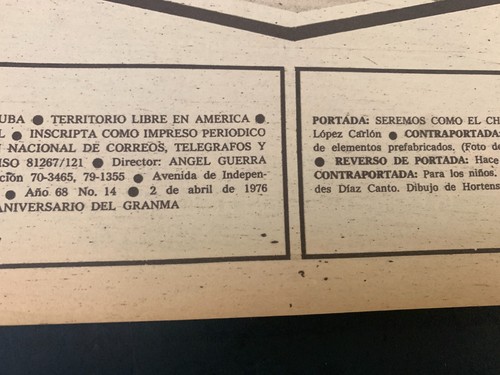 UBA ● TERRITORIO LIBRE EN AMERICA ●
L ● INSCRIPTA COMO IMPRESO PERIODICO
N NACIONAL DE CORREOS, TELEGRAFOS Y
ISO 81267/121 ● Director: ANGEL GUERRA
ción 70-3465, 79-1355 ● Avenida de Indepen-
● Año 68 No. 14 ● 2 de abril de 1976
ANIVERSARIO DEL GRANMA
PORTADA: SEREMOS COMO EL CH
López Carlón ● CONTRAPORTADA
de elementos prefabricados. (Foto de
● REVERSO DE PORTADA: Hace
CONTRAPORTADA: Para los niños.
des Díaz Canto. Dibujo de Hortens